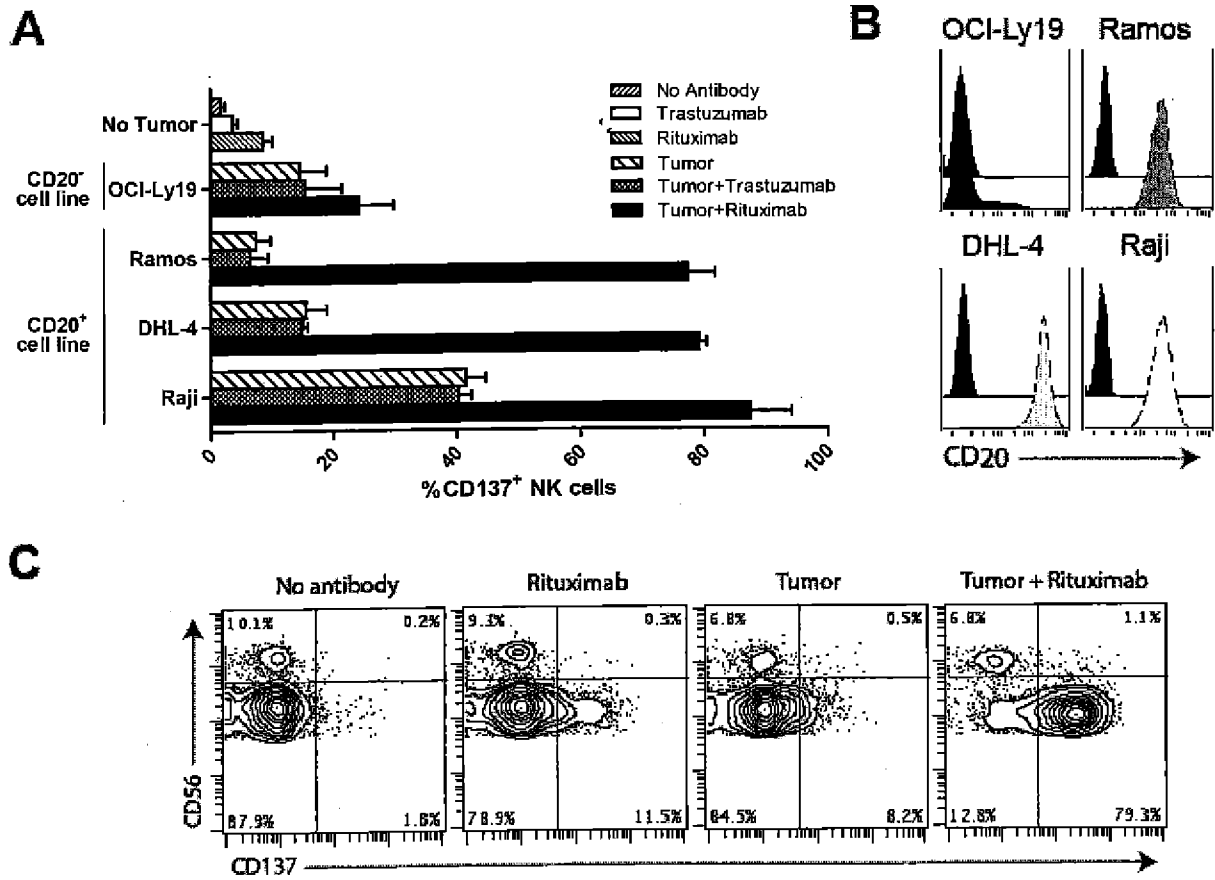 A
No Tumor
CD20⁻
cell line
OCI-Ly19
CD20⁺
cell line
Ramos
DHL-4
Raji
0
20
40
60
80
100
%CD137⁺ NK cells
No Antibody
Trastuzumab
Rituximab
Tumor
Tumor+Trastuzumab
Tumor+Rituximab
B
OCI-Ly19
Ramos
DHL-4
Raji
CD20
C
No antibody
Rituximab
Tumor
Tumor + Rituximab
10.1%
0.2%
87.9%
1.8%
9.3%
0.3%
78.9%
11.5%
6.8%
0.5%
84.5%
8.2%
6.8%
1.1%
12.8%
79.3%
CD56
CD137